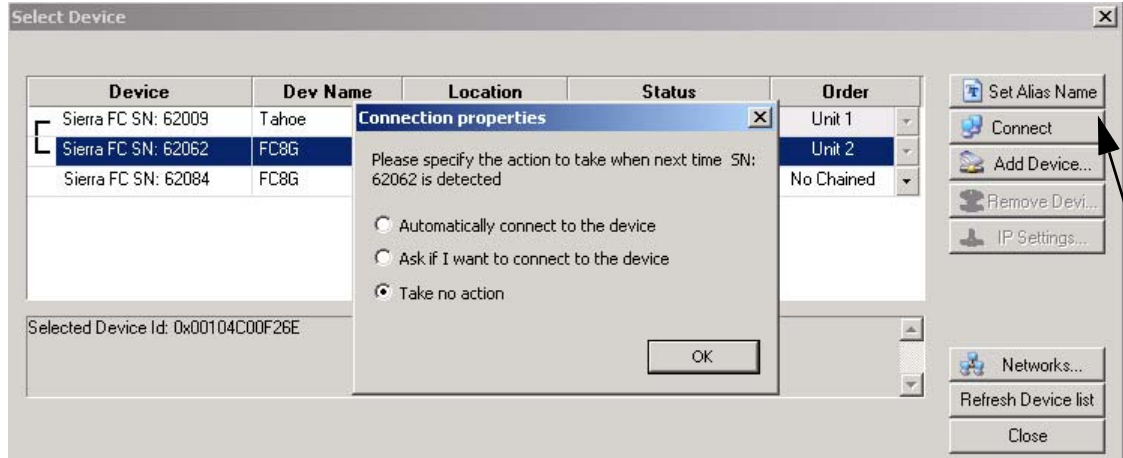 Select Device
Device Dev Name Location Status Order
Sierra FC SN: 62009 Tahoe Unit 1
Sierra FC SN: 62062 FC8G Unit 2
Sierra FC SN: 62084 FC8G No Chained
Connection properties
Please specify the action to take when next time SN:
62062 is detected
Automatically connect to the device
Ask if I want to connect to the device
Take no action
OK
Selected Device Id: 0x00104C00F26E
Set Alias Name
Connect
Add Device...
Remove Devi...
IP Settings...
Networks...
Refresh Device list
Close